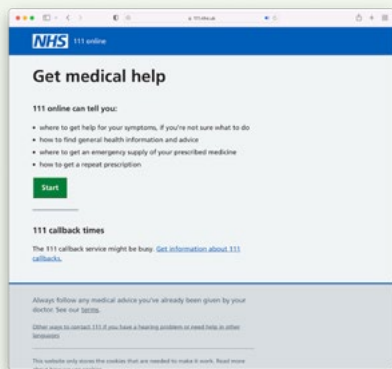 111.nhs.uk
NHS 111 online
Get medical help
111 online can tell you:
• where to get help for your symptoms, if you're not sure what to do
• how to find general health information and advice
• where to get an emergency supply of your prescribed medicine
• how to get a repeat prescription
Start
111 callback times
The 111 callback service might be busy. Get information about 111
callbacks.
Always follow any medical advice you've already been given by your
doctor. See our terms.
Other ways to contact 111 if you have a hearing problem or need help in other
languages
This website only stores the cookies that are needed to make it work. Read more